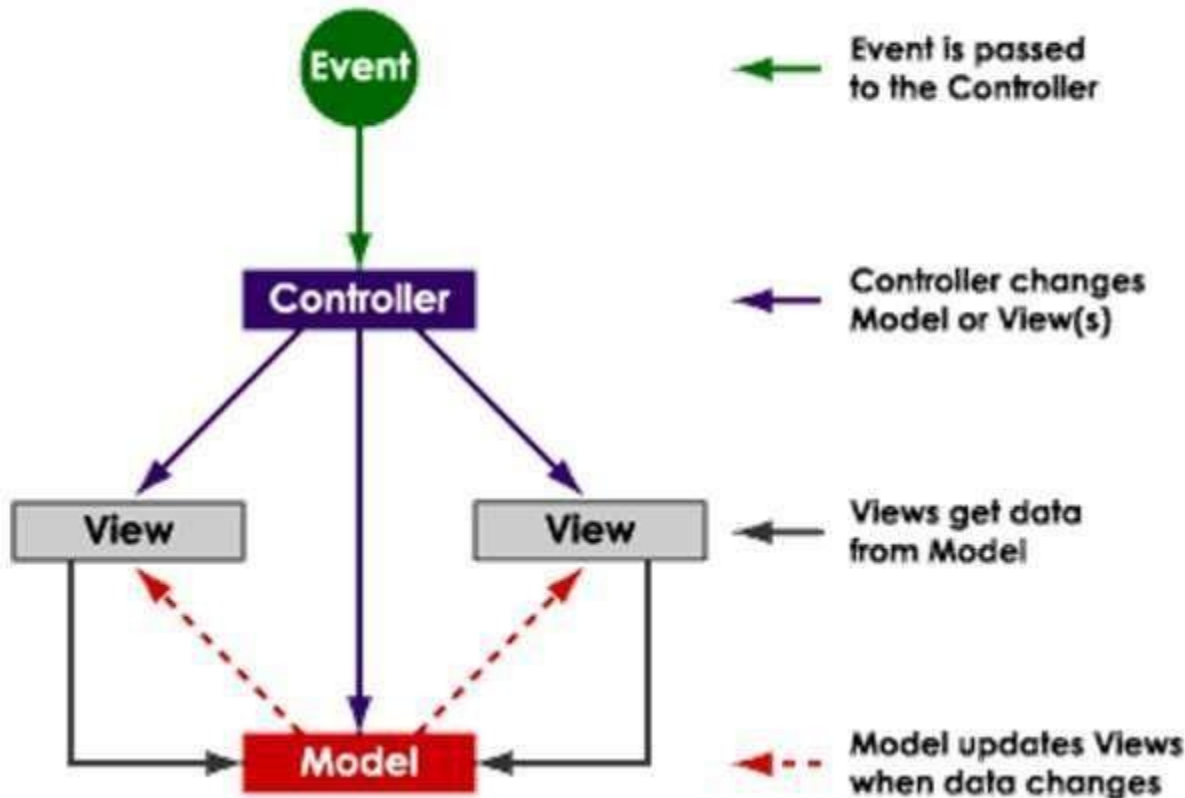 Event
Event is passed
to the Controller
Controller
Controller changes
Model or View(s)
View
View
Views get data
from Model
Model
Model updates Views
when data changes